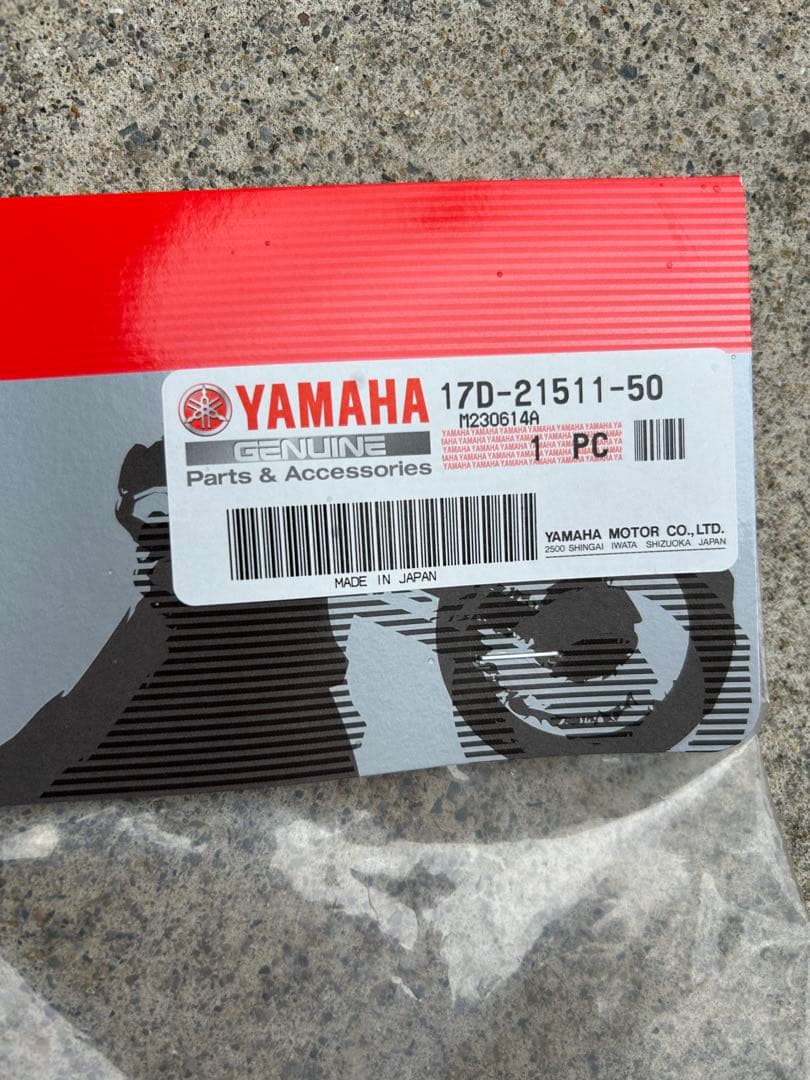 YAMAHA 17D-21511-50
M230614A
GENUINE
1 PC
Parts & Accessories
YAMAHA MOTOR CO.,LTD.
2500 SHINGAI IWATA SHIZUOKA JAPAN
MADE IN JAPAN